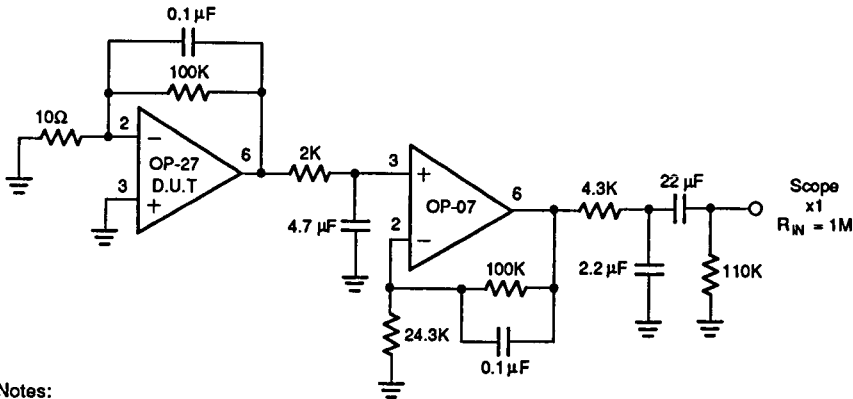 0.1 µF
100K
10Ω
2
−
6
OP-27
D.U.T
3
+
2K
4.7 µF
3
+
6
OP-07
2
−
100K
24.3K
0.1 µF
4.3K
22 µF
2.2 µF
110K
Scope
x1
RIN = 1M
Notes: